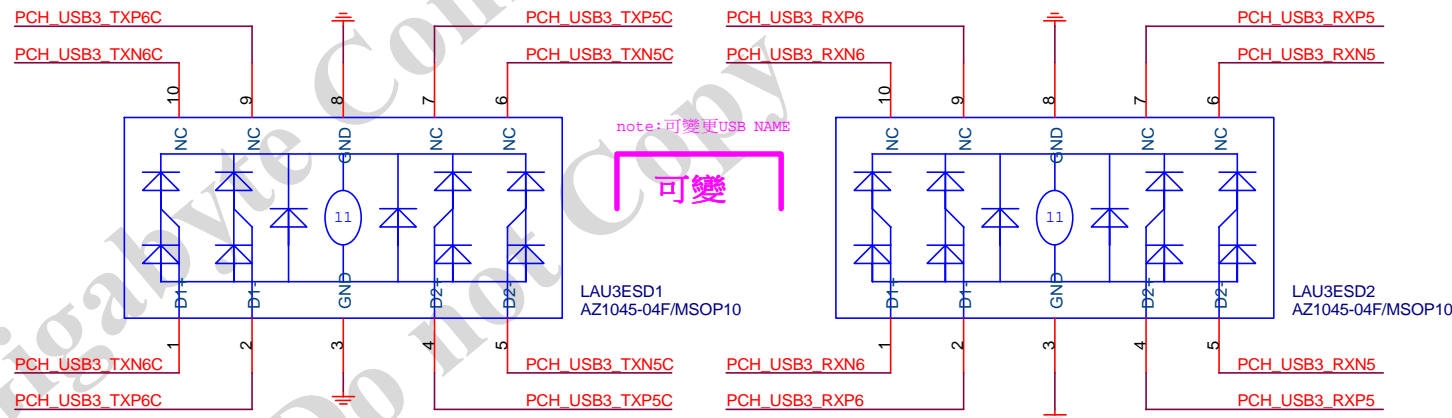 PCH_USB3_TXP6C PCH_USB3_TXP5C PCH_USB3_RXP6 PCH_USB3_RXP5
PCH_USB3_TXN6C PCH_USB3_TXN5C PCH_USB3_RXN6 PCH_USB3_RXN5
10 9 8 7 6 10 9 8 7 6
note:可變更USB NAME
NC NC GND NC NC NC NC GND NC NC
可變
11 11
D1+ D1- GND D2+ D2- D1+ D1- GND D2+ D2-
LAU3ESD1 LAU3ESD2
AZ1045-04F/MSOP10 AZ1045-04F/MSOP10
1 2 3 4 5 1 2 3 4 5
PCH_USB3_TXN6C PCH_USB3_TXN5C PCH_USB3_RXN6 PCH_USB3_RXN5
PCH_USB3_TXP6C PCH_USB3_TXP5C PCH_USB3_RXP6 PCH_USB3_RXP5
Do not Copy